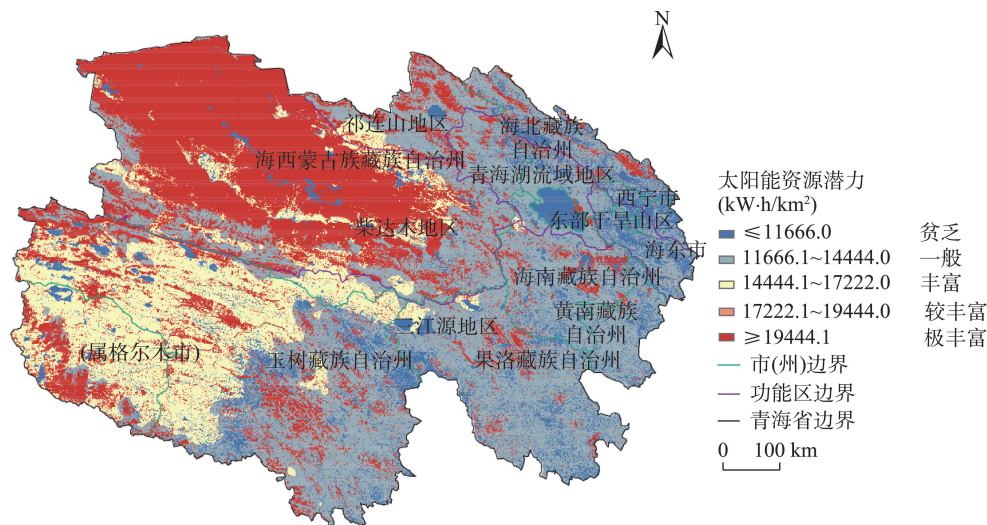 N
祁连山地区
海北藏族
自治州
海西蒙古族藏族自治州
青海湖流域地区
西宁市
东部干旱山区
柴达木地区
海东市
海南藏族自治州
黄南藏族
自治州
江源地区
(属格尔木市)
玉树藏族自治州
果洛藏族自治州
太阳能资源潜力
(kW·h/km²)
≤11666.0 贫乏
11666.1~14444.0 一般
14444.1~17222.0 丰富
17222.1~19444.0 较丰富
≥19444.1 极丰富
市(州)边界
功能区边界
青海省边界
0 100 km